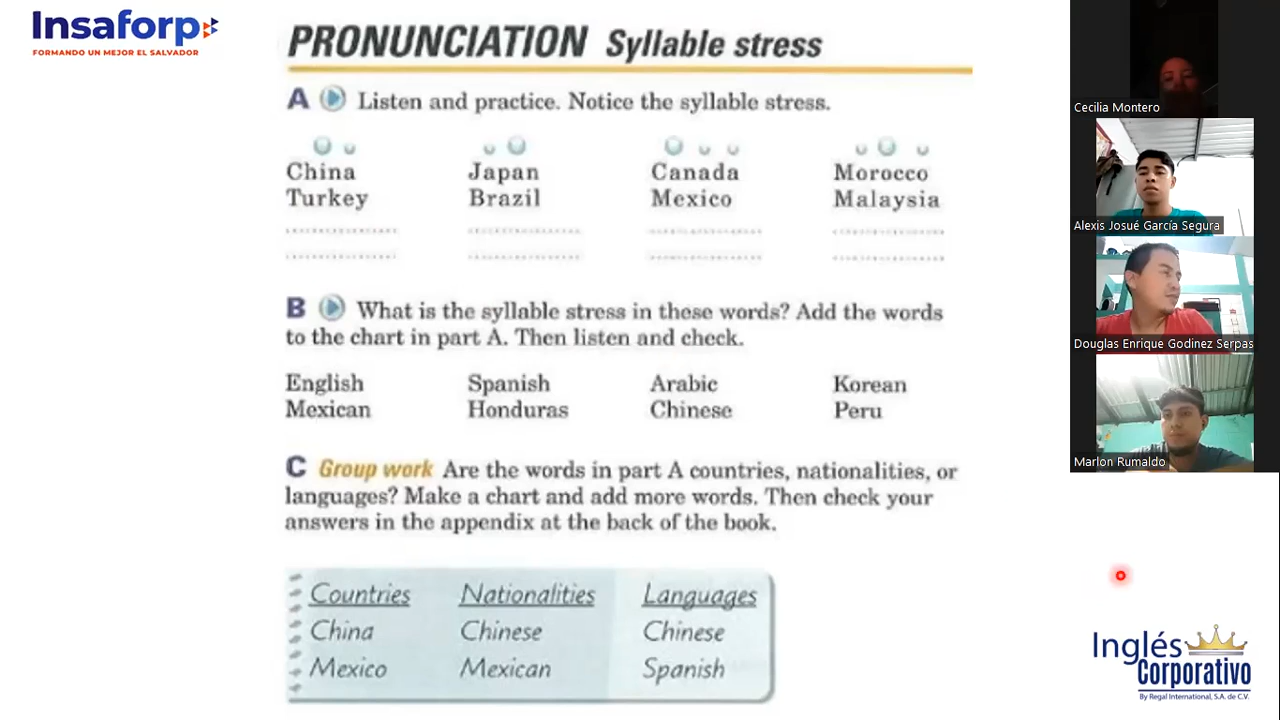 Insaforp
FORMANDO UN MEJOR EL SALVADOR
PRONUNCIATION Syllable stress
A Listen and practice. Notice the syllable stress.
China Japan Canada Morocco
Turkey Brazil Mexico Malaysia
B What is the syllable stress in these words? Add the words
to the chart in part A. Then listen and check.
English Spanish Arabic Korean
Mexican Honduras Chinese Peru
C Group work Are the words in part A countries, nationalities, or
languages? Make a chart and add more words. Then check your
answers in the appendix at the back of the book.
Countries Nationalities Languages
China Chinese Chinese
Mexico Mexican Spanish
Cecilia Montero
Alexis Josué García Segura
Douglas Enrique Godinez Serpas
Marlon Rumaldo
Inglés
Corporativo
By Regal International, S.A. de C.V.